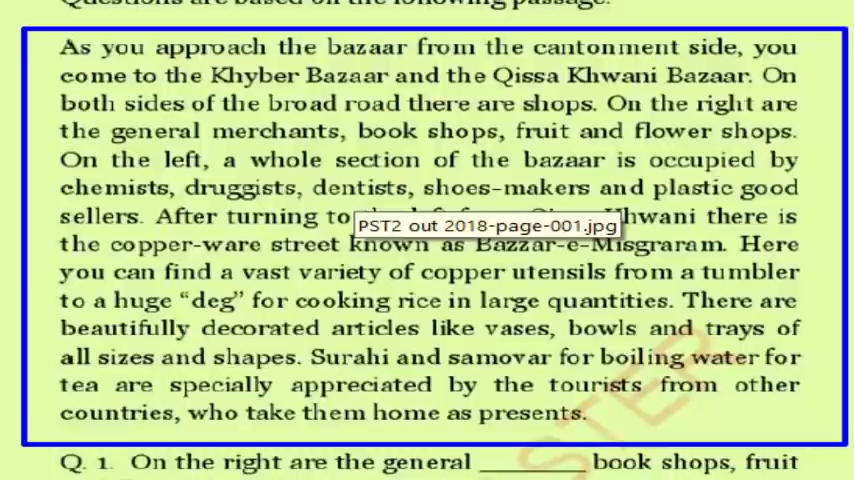 Questions are based on the following passage.
As you approach the bazaar from the cantonment side, you
come to the Khyber Bazaar and the Qissa Khwani Bazaar. On
both sides of the broad road there are shops. On the right are
the general merchants, book shops, fruit and flower shops.
On the left, a whole section of the bazaar is occupied by
chemists, druggists, dentists, shoes-makers and plastic good
sellers. After turning to Khwani there is
PST2 out 2018-page-001.jpg
the copper-ware street known as Bazzar-e-Misgraram. Here
you can find a vast variety of copper utensils from a tumbler
to a huge “deg” for cooking rice in large quantities. There are
beautifully decorated articles like vases, bowls and trays of
all sizes and shapes. Surahi and samovar for boiling water for
tea are specially appreciated by the tourists from other
countries, who take them home as presents.
Q. 1. On the right are the general ________ book shops, fruit